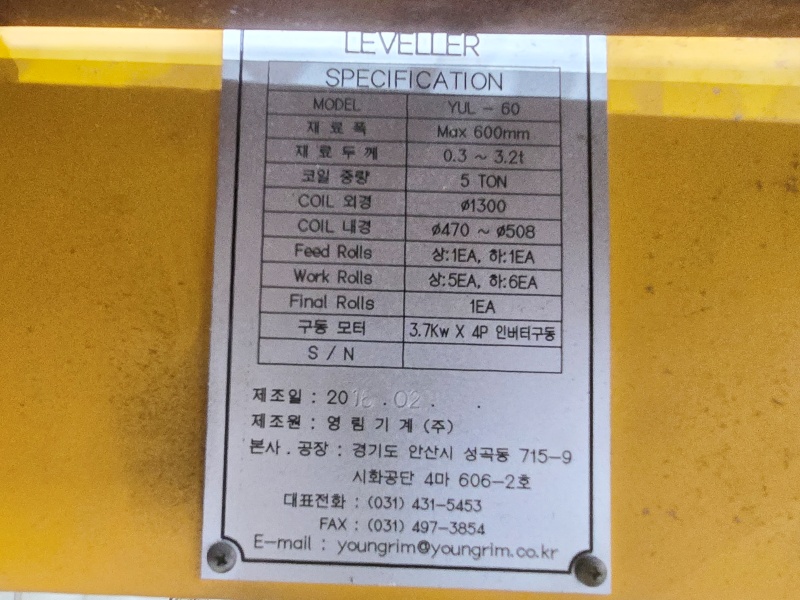 LEVELLER
SPECIFICATION
MODEL YUL - 60
재 료 폭 Max 600mm
재 료 두 께 0.3 ~ 3.2t
코일 중량 5 TON
COIL 외경 ø1300
COIL 내경 ø470 ~ ø508
Feed Rolls 상:1EA, 하:1EA
Work Rolls 상:5EA, 하:6EA
Final Rolls 1EA
구동 모터 3.7Kw X 4P 인버터구동
S / N
제조일 : 20 . 02 . .
제조원 : 영 림 기 계 (주)
본사 . 공장 : 경기도 안산시 성곡동 715-9
시화공단 4마 606-2호
대표전화 : (031) 431-5453
FAX : (031) 497-3854
E-mail : youngrim@youngrim.co.kr